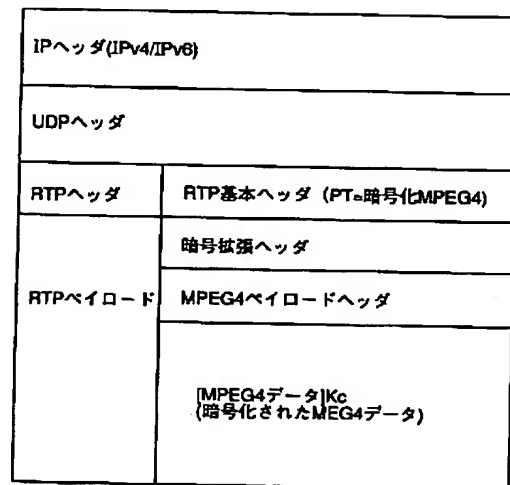 IPヘッダ(IPv4/IPv6)
UDPヘッダ
RTPヘッダ
RTP基本ヘッダ (PT=暗号化MPEG4)
暗号拡張ヘッダ
RTPペイロード
MPEG4ペイロードヘッダ
[MPEG4データ]Kc
(暗号化されたMEG4データ)